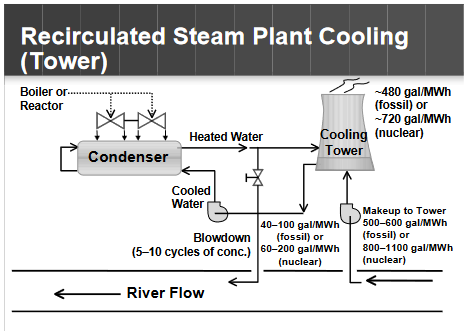 Recirculated Steam Plant Cooling
(Tower)
Boiler or
Reactor
~480 gal/MWh
(fossil) or
~720 gal/MWh
(nuclear)
Heated Water
Cooling
Tower
Condenser
Cooled
Water
Makeup to Tower
500–600 gal/MWh
(fossil) or
800–1100 gal/MWh
(nuclear)
40–100 gal/MWh
(fossil) or
60–200 gal/MWh
(nuclear)
Blowdown
(5–10 cycles of conc.)
River Flow